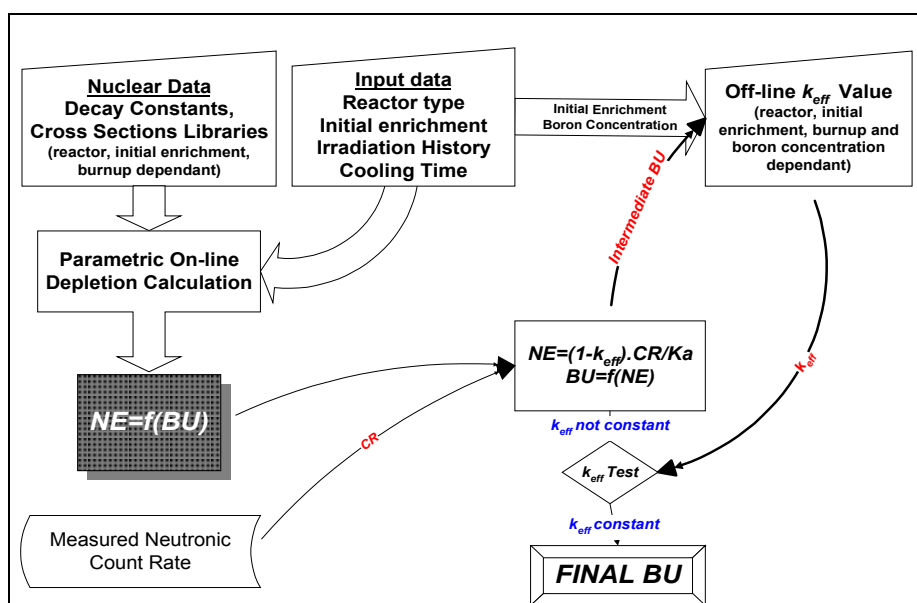 Nuclear Data
Decay Constants,
Cross Sections Libraries
(reactor, initial enrichment,
burnup dependant)
Input data
Reactor type
Initial enrichment
Irradiation History
Cooling Time
Initial Enrichment
Boron Concentration
Off-line keff Value
(reactor, initial
enrichment, burnup and
boron concentration
dependant)
Intermediate BU
Parametric On-line
Depletion Calculation
NE=(1-keff).CR/Ka
BU=f(NE)
keff
NE=f(BU)
CR
keff not constant
keff Test
keff constant
Measured Neutronic
Count Rate
FINAL BU